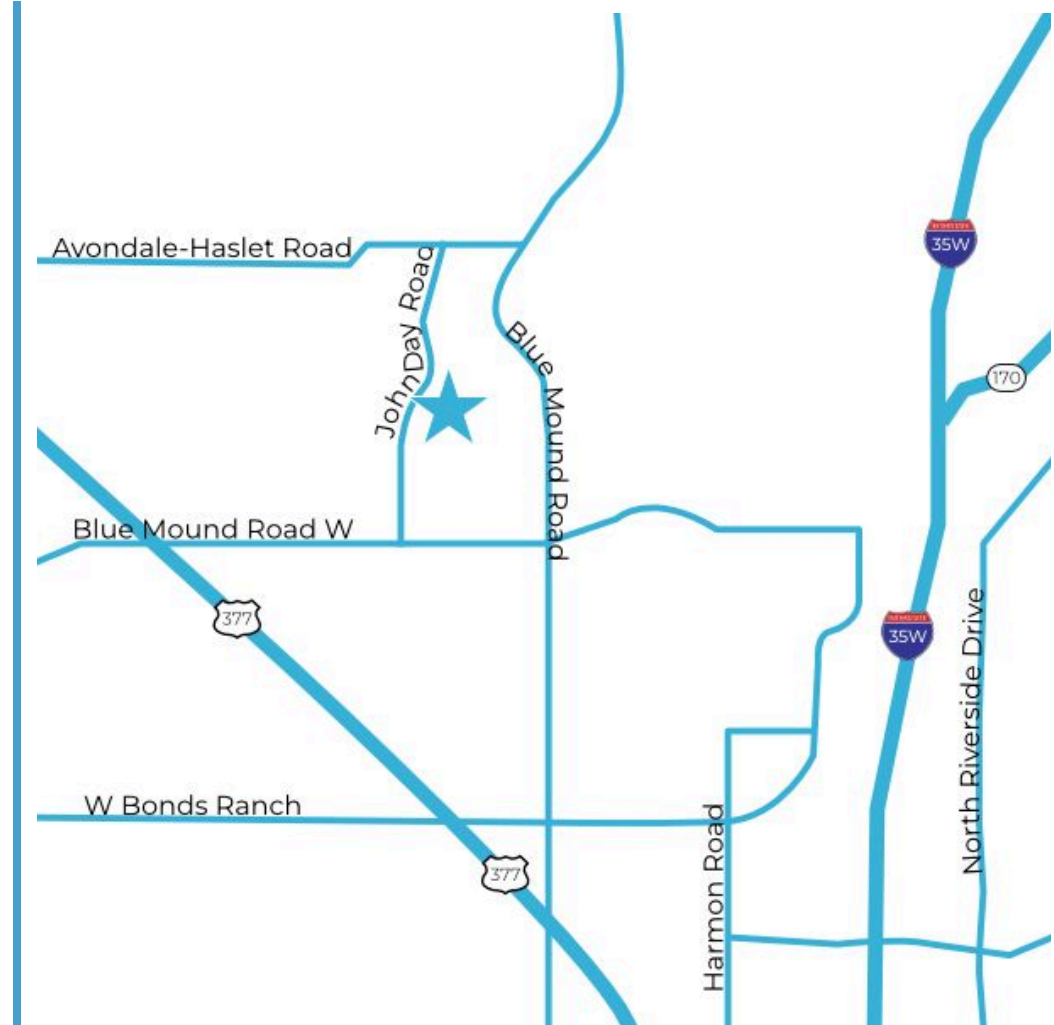 35W
Avondale-Haslet Road
John Day Road
Blue Mound Road
170
Blue Mound Road W
377
35W
North Riverside Drive
W Bonds Ranch
377
Harmon Road